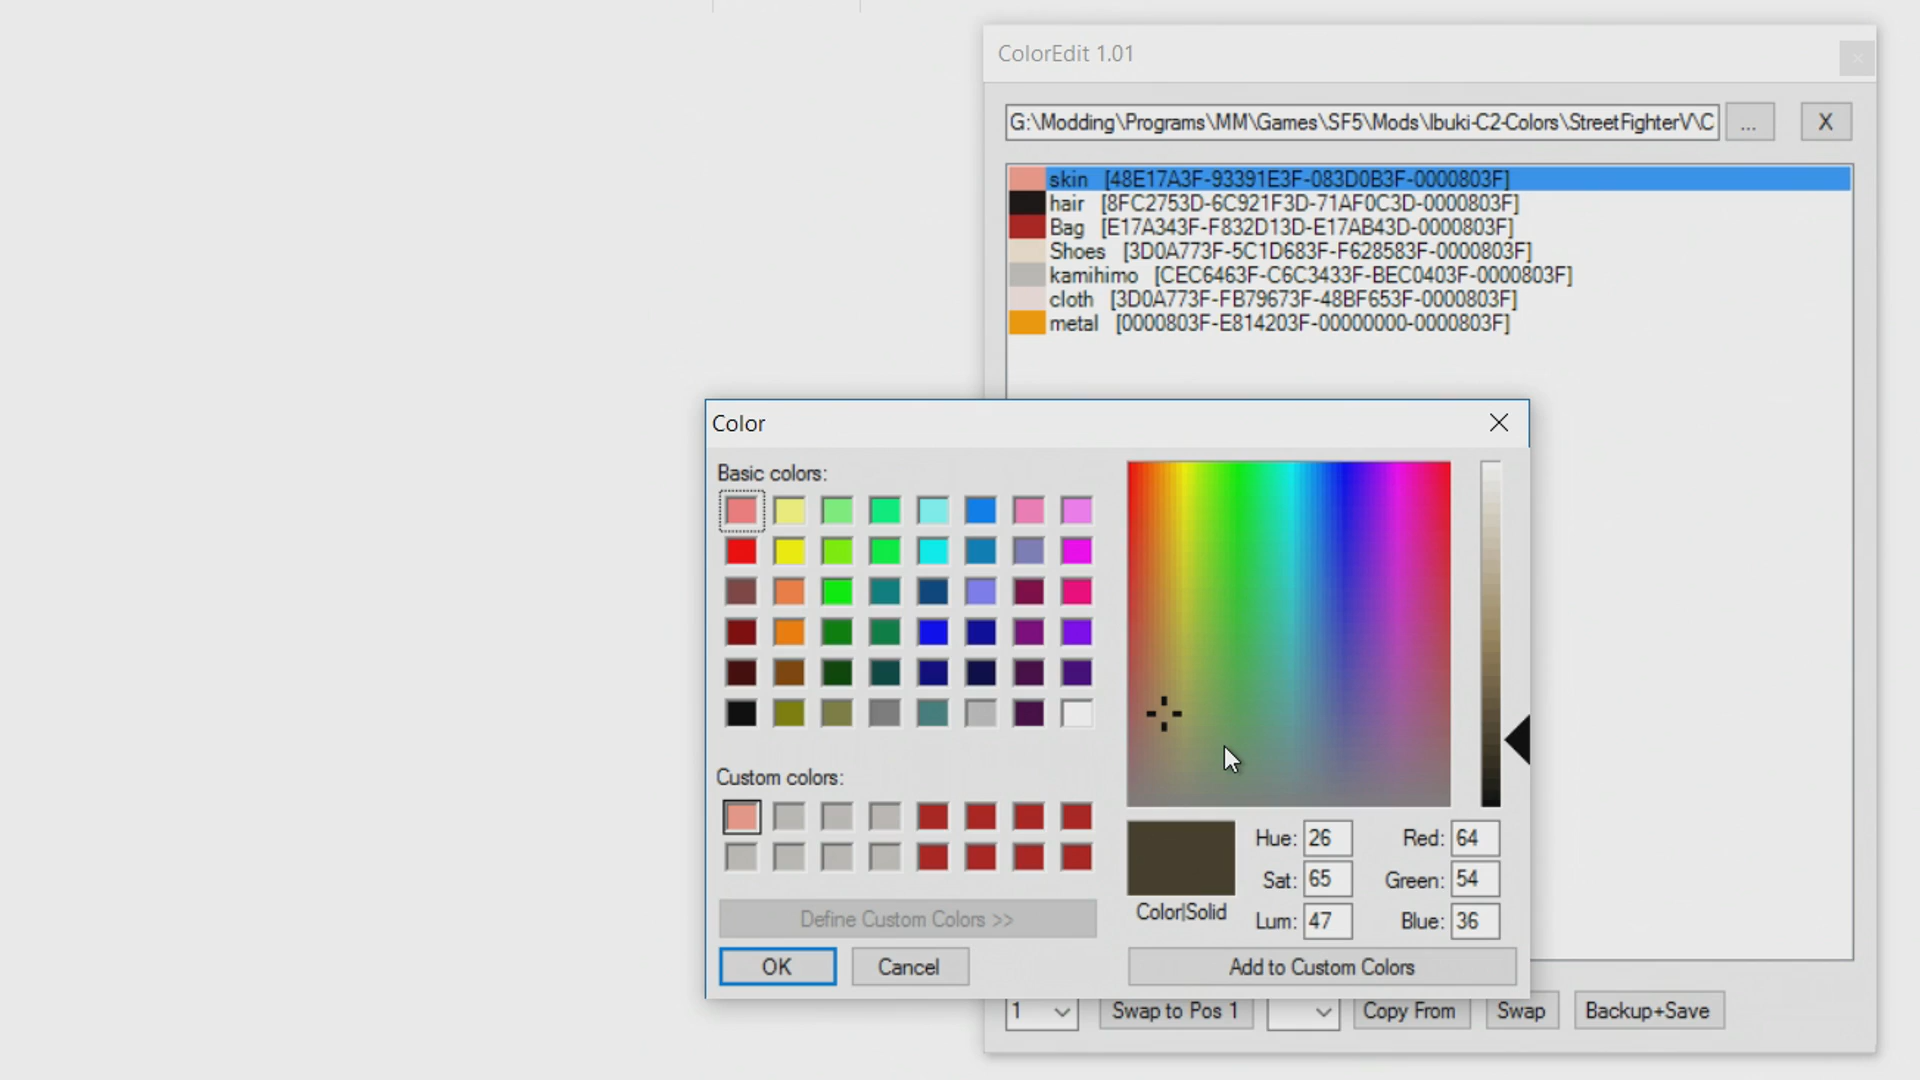 ColorEdit 1.01
G:\Modding\Programs\MM\Games\SF5\Mods\Ibuki-C2-Colors\StreetFighterV\C
...
X
skin [48E17A3F-93391E3F-083D0B3F-0000803F]
hair [8FC2753D-6C921F3D-71AF0C3D-0000803F]
Bag [E17A343F-F832D13D-E17AB43D-0000803F]
Shoes [3D0A773F-5C1D683F-F628583F-0000803F]
kamihimo [CEC6463F-C6C3433F-BEC0403F-0000803F]
cloth [3D0A773F-FB79673F-48BF653F-0000803F]
metal [0000803F-E814203F-00000000-0000803F]
Color
Basic colors:
Custom colors:
Define Custom Colors >>
OK
Cancel
Color|Solid
Hue: 26
Sat: 65
Lum: 47
Red: 64
Green: 54
Blue: 36
Add to Custom Colors
1
Swap to Pos 1
Copy From
Swap
Backup+Save